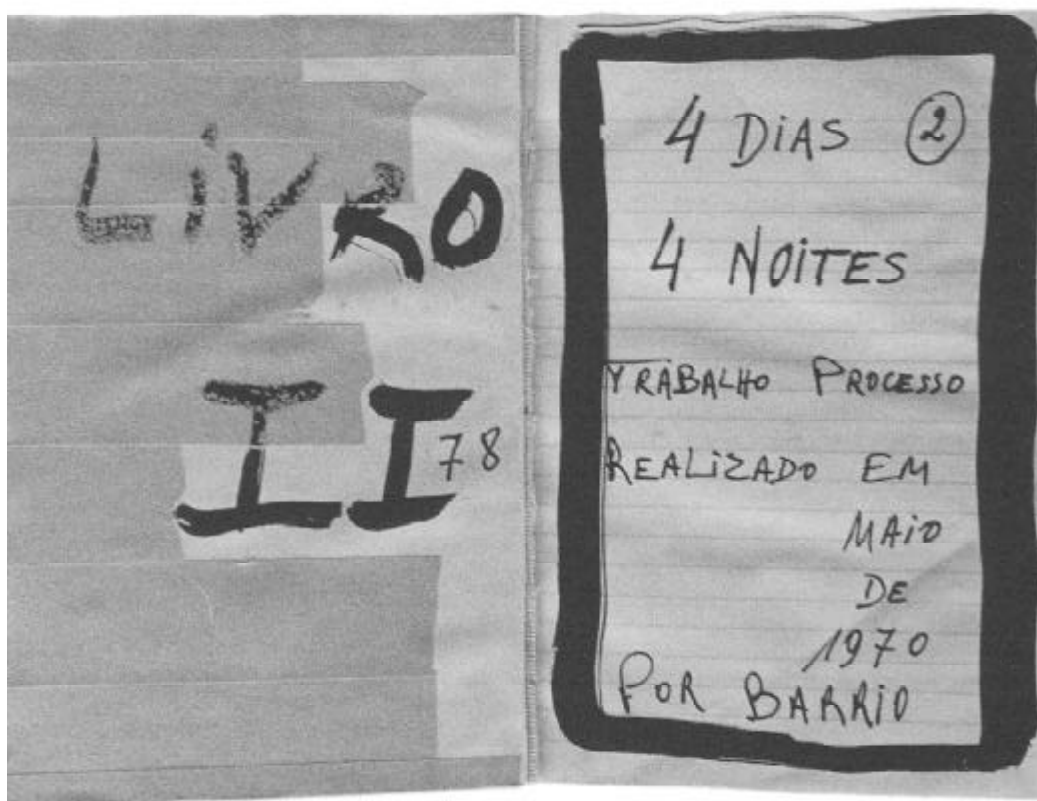 LiVRO
II
78
4 DiAS 2
4 NOiTES
TRABALHO PROCESSO
REALiZADO EM
MAiO
DE
1970
POR BARRiO